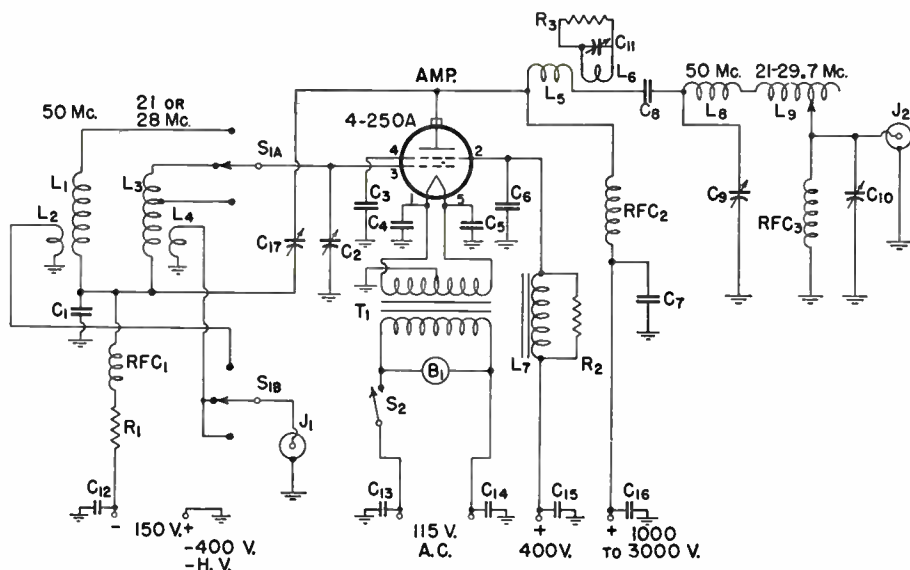 R3
C11
L6
AMP.
L5
C8
50 Mc.
21-29.7 Mc.
L8
L9
J2
50 Mc.
21 OR
28 Mc.
S1A
4-250A
4
3
2
1
5
L1
L2
L3
L4
C3
C4
C5
C6
C17
C2
C1
T1
RFC2
C9
RFC3
C10
C7
RFC1
R1
S1B
J1
B1
S2
L7
R2
C12
C13
C14
C15
C16
- 150 V. +
-400 V.
-H. V.
115 V.
A.C.
+
400V.
+ 1000
TO 3000 V.